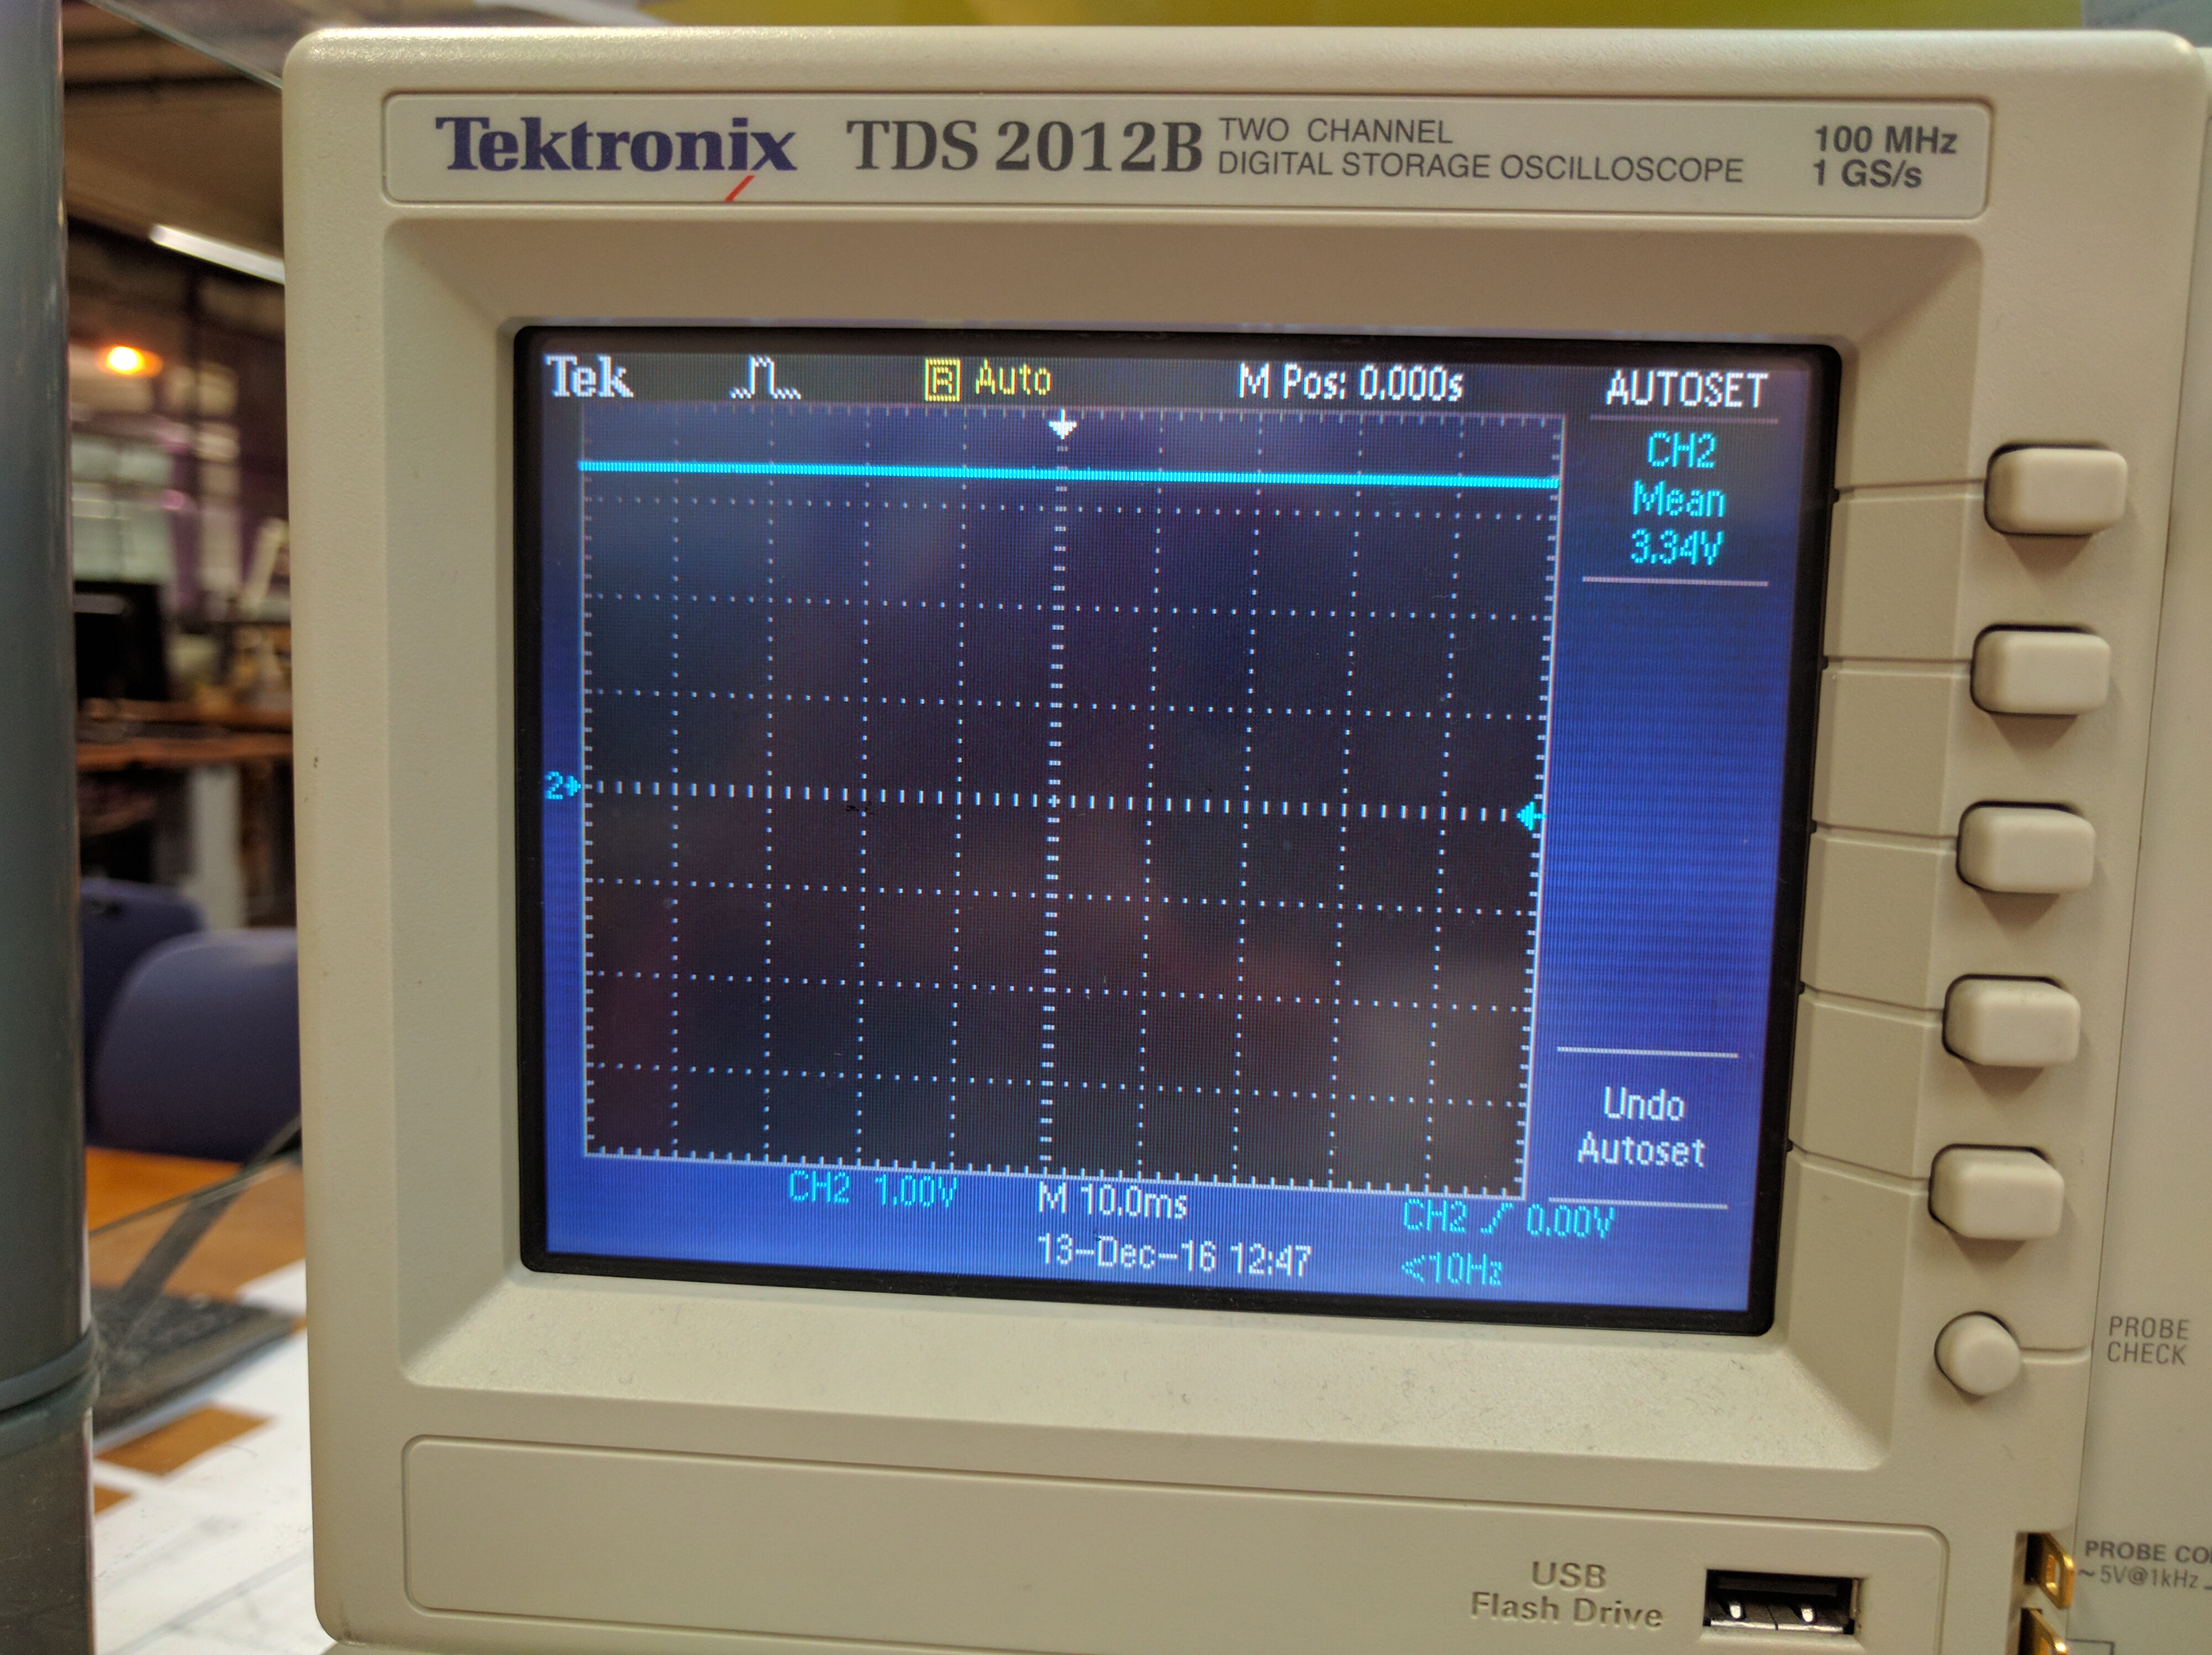 Tektronix TDS 2012B TWO CHANNEL
DIGITAL STORAGE OSCILLOSCOPE
100 MHz
1 GS/s
Tek R Auto M Pos: 0.000s AUTOSET
CH2
Mean
3.34V
2
Undo
Autoset
CH2 1.00V M 10.0ms CH2 0.00V
13-Dec-16 12:47 <10Hz
PROBE
CHECK
USB
Flash Drive
PROBE CO
~5V@1kHz